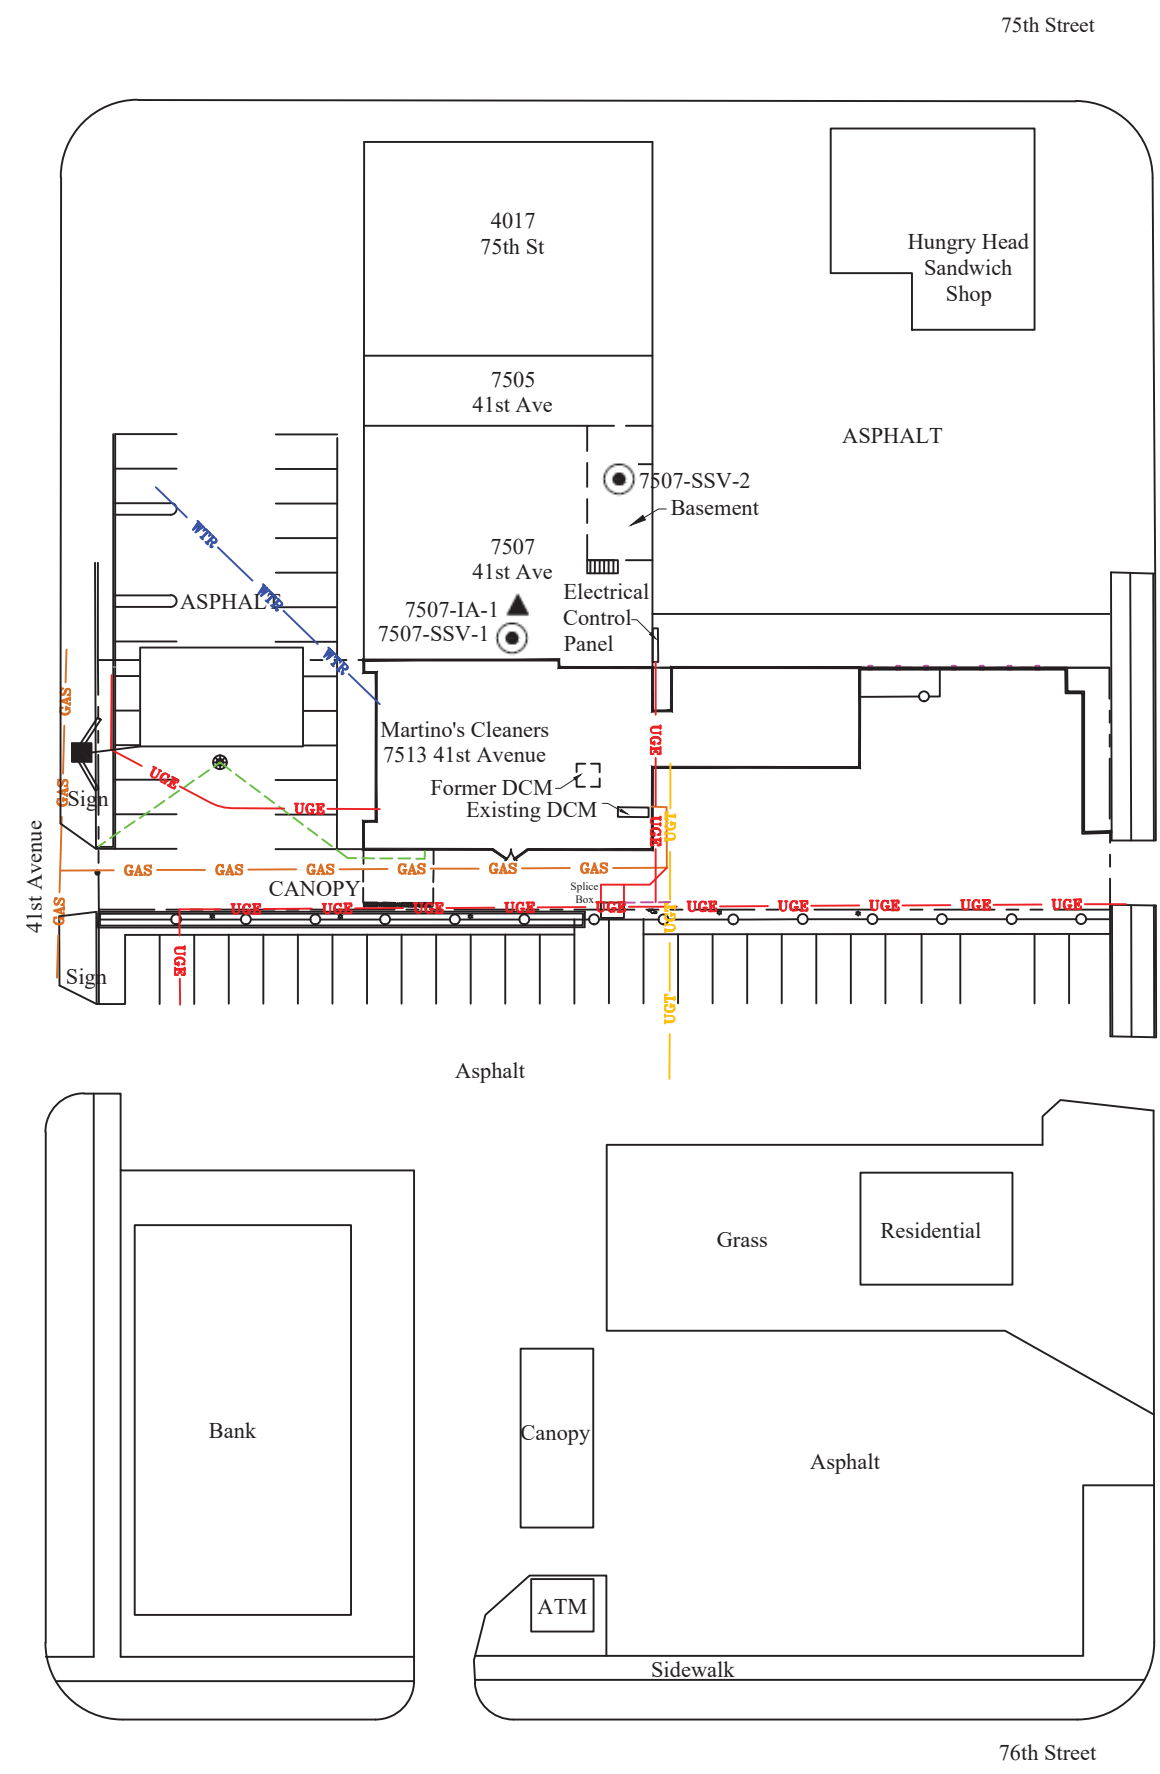 75th Street
4017
75th St
Hungry Head
Sandwich
Shop
7505
41st Ave
ASPHALT
7507-SSV-2
Basement
WTR
7507
41st Ave
Electrical
Control
Panel
ASPHALT
WTR
7507-IA-1
7507-SSV-1
WTR
GAS
Martino's Cleaners
7513 41st Avenue
UGE
UGE
Former DCM
Existing DCM
GAS
Sign
UGE
UGE
UGT
41st Avenue
GAS
GAS
GAS
GAS
GAS
GAS
CANOPY
Splice
Box
GAS
UGE
UGE
UGE
UGE
UGE
UGE
UGE
UGE
UGE
UGE
UGT
Sign
UGT
Asphalt
Grass
Residential
Bank
Canopy
Asphalt
ATM
Sidewalk
76th Street